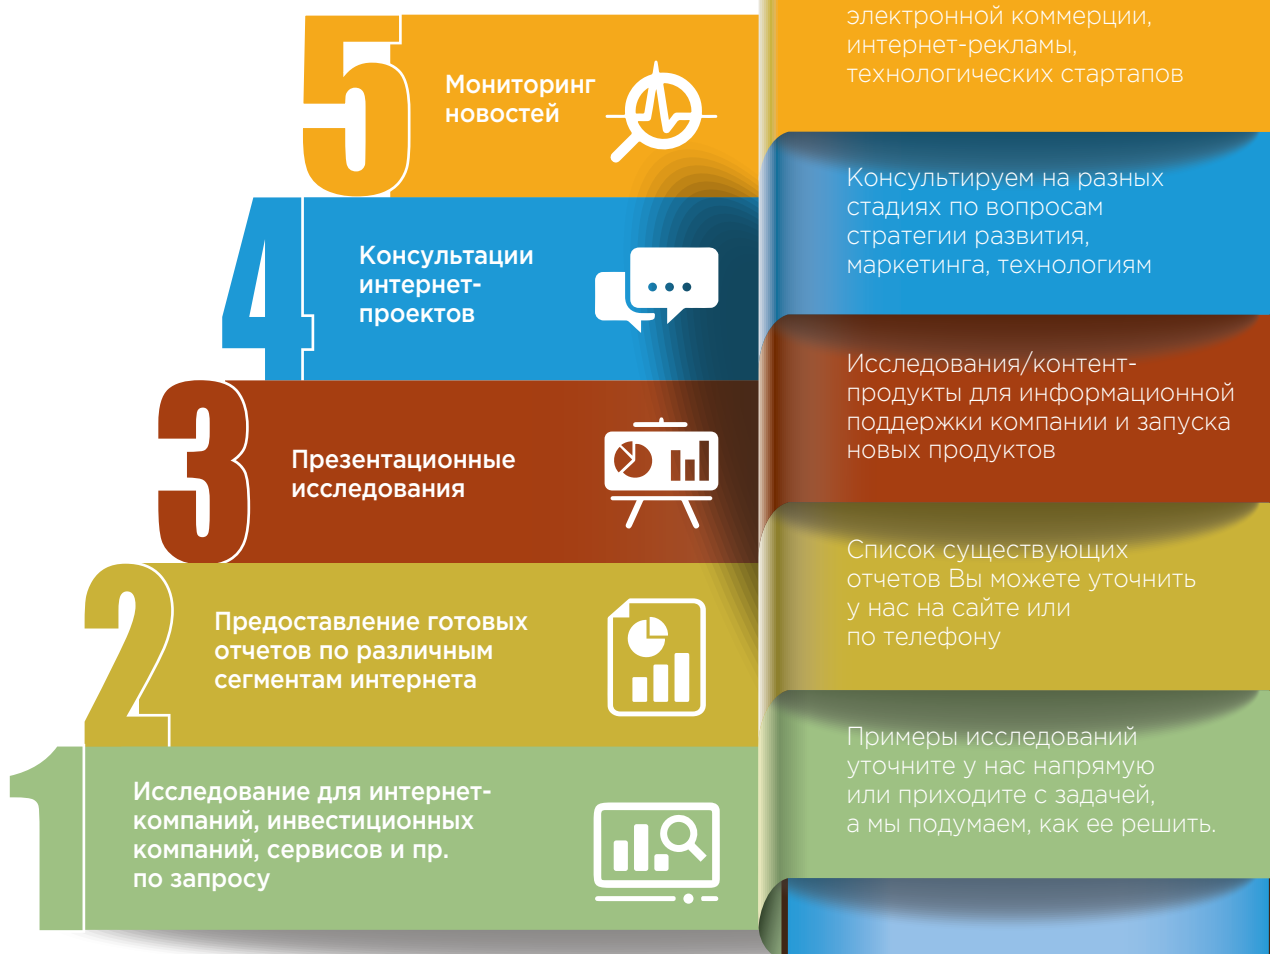 5
Мониторинг
новостей
электронной коммерции,
интернет-рекламы,
технологических стартапов
4
Консультации
интернет-
проектов
Консультируем на разных
стадиях по вопросам
стратегии развития,
маркетинга, технологиям
3
Презентационные
исследования
Исследования/контент-
продукты для информационной
поддержки компании и запуска
новых продуктов
2
Предоставление готовых
отчетов по различным
сегментам интернета
Список существующих
отчетов Вы можете уточнить
у нас на сайте или
по телефону
1
Исследование для интернет-
компаний, инвестиционных
компаний, сервисов и пр.
по запросу
Примеры исследований
уточните у нас напрямую
или приходите с задачей,
а мы подумаем, как ее решить.